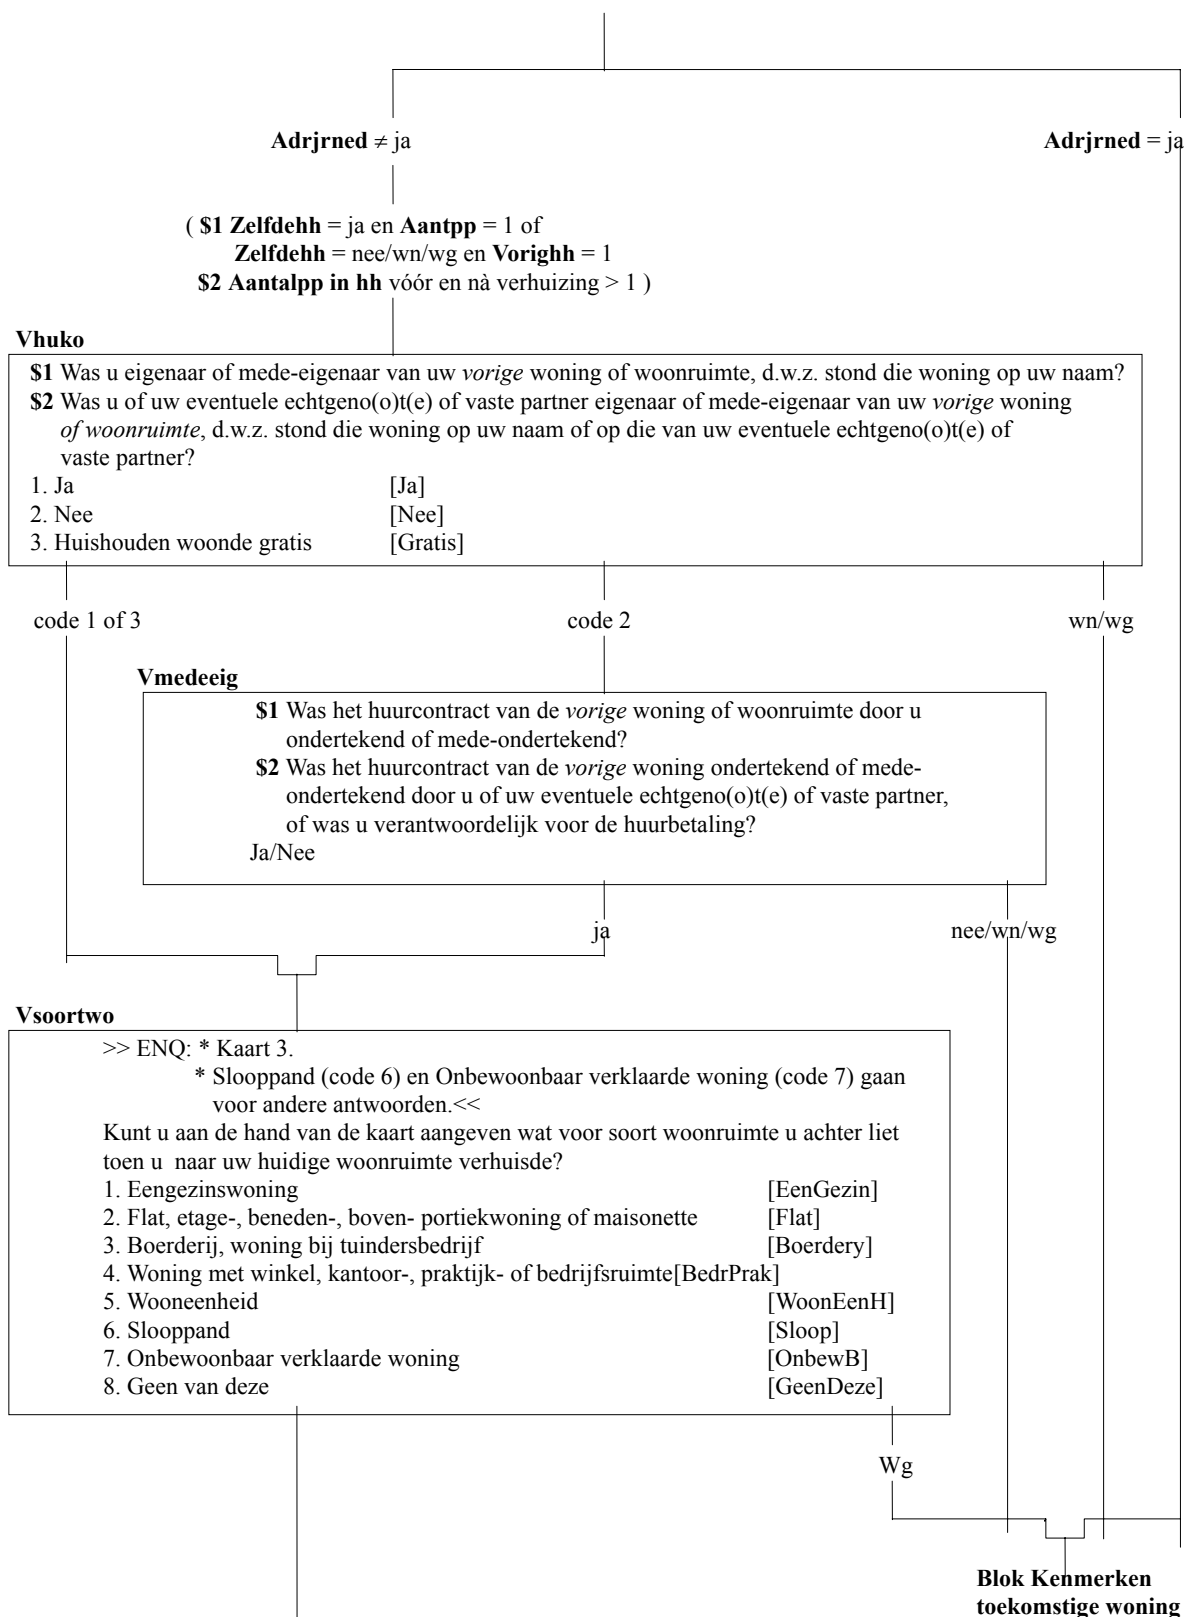 Adrjrned ≠ ja
Adrjrned = ja
( $1 Zelfdehh = ja en Aantpp = 1 of
Zelfdehh = nee/wn/wg en Vorighh = 1
$2 Aantalpp in hh vóór en nà verhuizing > 1 )
Vhuko
$1 Was u eigenaar of mede-eigenaar van uw vorige woning of woonruimte, d.w.z. stond die woning op uw naam?
$2 Was u of uw eventuele echtgeno(o)t(e) of vaste partner eigenaar of mede-eigenaar van uw vorige woning
of woonruimte, d.w.z. stond die woning op uw naam of op die van uw eventuele echtgeno(o)t(e) of
vaste partner?
1. Ja [Ja]
2. Nee [Nee]
3. Huishouden woonde gratis [Gratis]
code 1 of 3
code 2
wn/wg
Vmedeeig
$1 Was het huurcontract van de vorige woning of woonruimte door u
ondertekend of mede-ondertekend?
$2 Was het huurcontract van de vorige woning ondertekend of mede-
ondertekend door u of uw eventuele echtgeno(o)t(e) of vaste partner,
of was u verantwoordelijk voor de huurbetaling?
Ja/Nee
ja
nee/wn/wg
Vsoortwo
>> ENQ: * Kaart 3.
* Slooppand (code 6) en Onbewoonbaar verklaarde woning (code 7) gaan
voor andere antwoorden.<<
Kunt u aan de hand van de kaart aangeven wat voor soort woonruimte u achter liet
toen u naar uw huidige woonruimte verhuisde?
1. Eengezinswoning [EenGezin]
2. Flat, etage-, beneden-, boven- portiekwoning of maisonette [Flat]
3. Boerderij, woning bij tuindersbedrijf [Boerdery]
4. Woning met winkel, kantoor-, praktijk- of bedrijfsruimte[BedrPrak]
5. Wooneenheid [WoonEenH]
6. Slooppand [Sloop]
7. Onbewoonbaar verklaarde woning [OnbewB]
8. Geen van deze [GeenDeze]
Wg
Blok Kenmerken
toekomstige woning